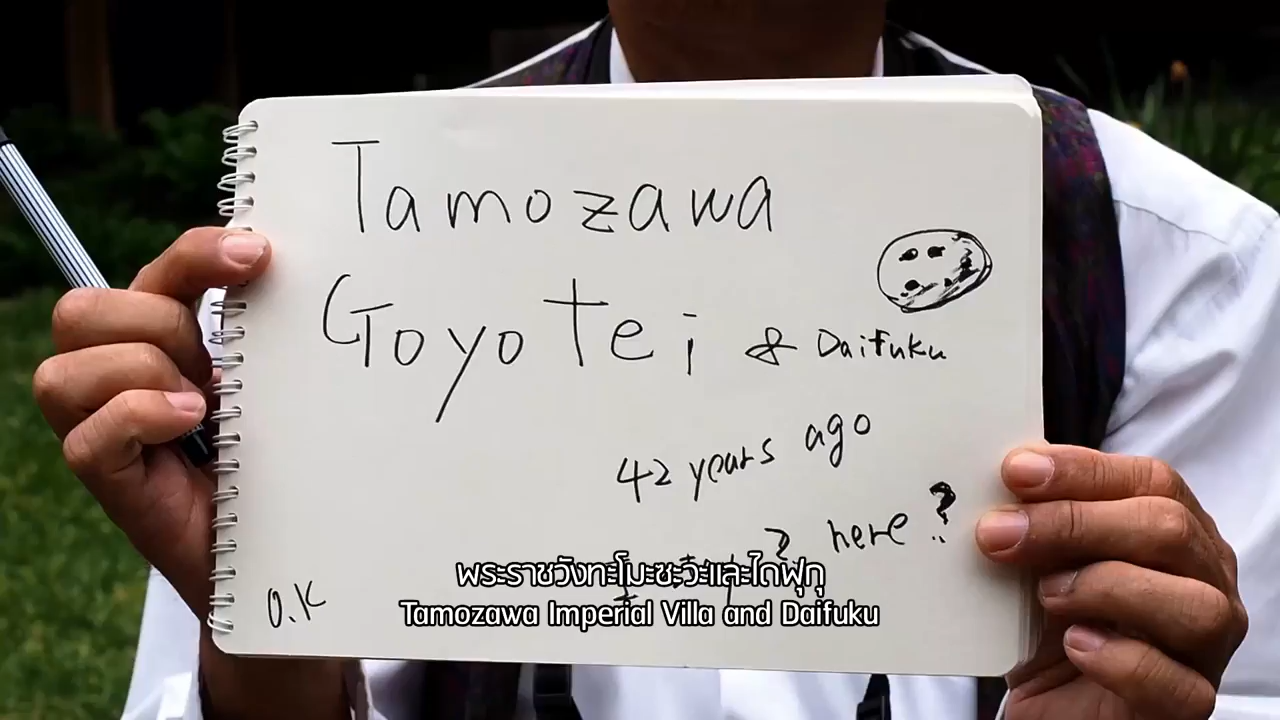 Tamozawa
Goyotei & Daifuku
42 years ago
here?
O.K
พระราชวังทะโมะซะวะและไดฟุกุ
Tamozawa Imperial Villa and Daifuku